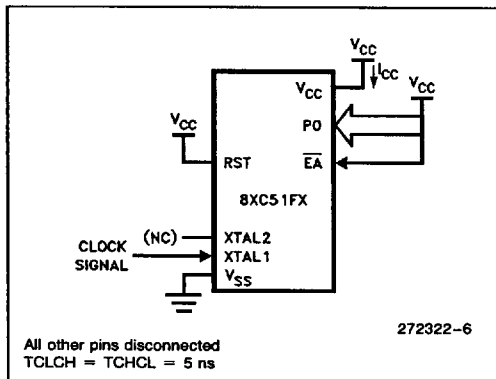 VCC
ICC
VCC
VCC
VCC
P0
RST
EA
8XC51FX
(NC)
XTAL2
CLOCK SIGNAL
XTAL1
VSS
272322-6
All other pins disconnected
TCLCH = TCHCL = 5 ns